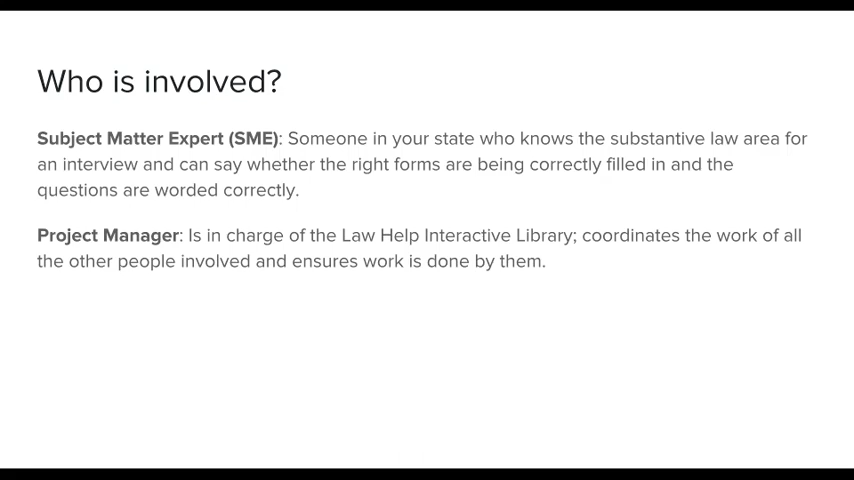 Who is involved?
Subject Matter Expert (SME): Someone in your state who knows the substantive law area for
an interview and can say whether the right forms are being correctly filled in and the
questions are worded correctly.
Project Manager: Is in charge of the Law Help Interactive Library; coordinates the work of all
the other people involved and ensures work is done by them.